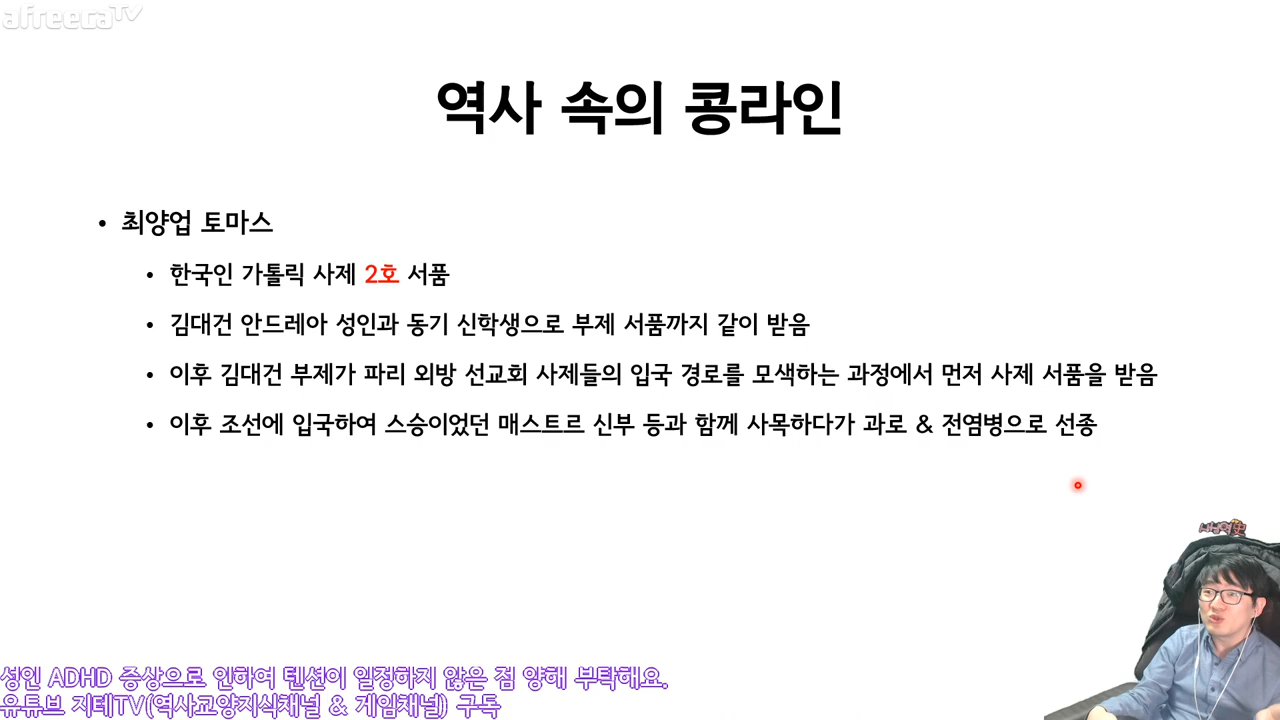 afreecaTV
역사 속의 콩라인
• 최양업 토마스
• 한국인 가톨릭 사제 2호 서품
• 김대건 안드레아 성인과 동기 신학생으로 부제 서품까지 같이 받음
• 이후 김대건 부제가 파리 외방 선교회 사제들의 입국 경로를 모색하는 과정에서 먼저 사제 서품을 받음
• 이후 조선에 입국하여 스승이었던 매스트르 신부 등과 함께 사목하다가 과로 & 전염병으로 선종
성인 ADHD 증상으로 인하여 텐션이 일정하지 않은 점 양해 부탁해요.
유튜브 지테TV(역사교양지식채널 & 게임채널) 구독